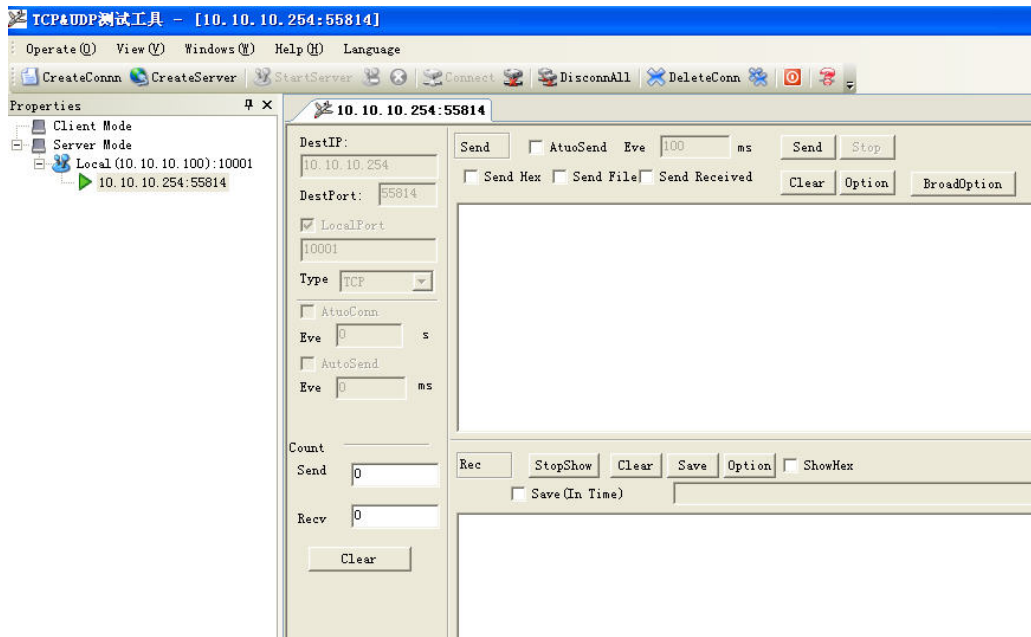 TCP&UDP测试工具 - [10.10.10.254:55814]
Operate(O) View(V) Windows(W) Help(H) Language
CreateConnn CreateServer StartServer Connect DisconnAll DeleteConn
Properties
Client Mode
Server Mode
Local(10.10.10.100):10001
10.10.10.254:55814
10.10.10.254:55814
DestIP:
10.10.10.254
DestPort: 55814
LocalPort
10001
Type TCP
AtuoConn
Eve 0 s
AutoSend
Eve 0 ms
Count
Send 0
Recv 0
Clear
Send AtuoSend Eve 100 ms Send Stop
Send Hex Send File Send Received Clear Option BroadOption
Rec StopShow Clear Save Option ShowHex
Save(In Time)